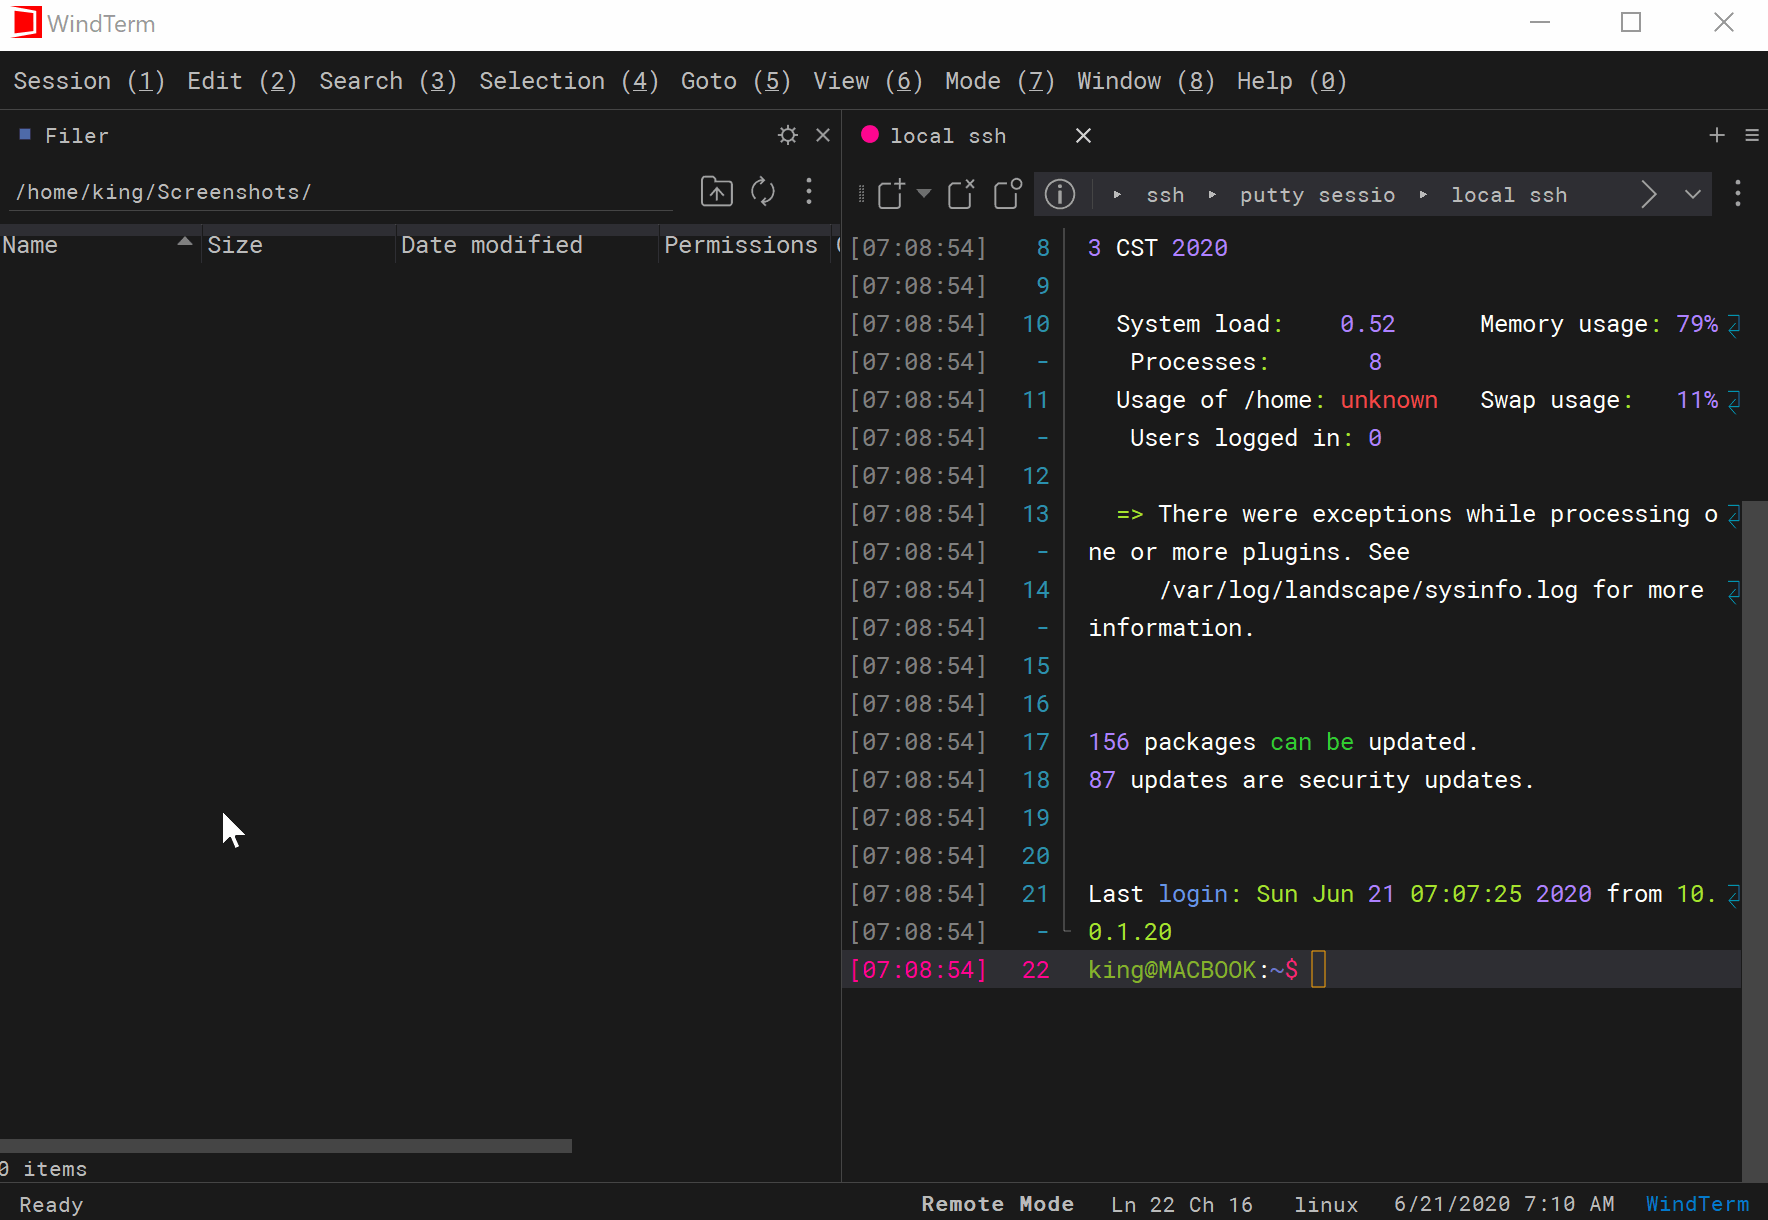 WindTerm
Session (1) Edit (2) Search (3) Selection (4) Goto (5) View (6) Mode (7) Window (8) Help (0)
Filer
/home/king/Screenshots/
Name Size Date modified Permissions
0 items
local ssh
ssh putty sessio local ssh
[07:08:54] 8 3 CST 2020
[07:08:54] 9
[07:08:54] 10 System load: 0.52 Memory usage: 79%
[07:08:54] - Processes: 8
[07:08:54] 11 Usage of /home: unknown Swap usage: 11%
[07:08:54] - Users logged in: 0
[07:08:54] 12
[07:08:54] 13 => There were exceptions while processing o
[07:08:54] - ne or more plugins. See
[07:08:54] 14 /var/log/landscape/sysinfo.log for more
[07:08:54] - information.
[07:08:54] 15
[07:08:54] 16
[07:08:54] 17 156 packages can be updated.
[07:08:54] 18 87 updates are security updates.
[07:08:54] 19
[07:08:54] 20
[07:08:54] 21 Last login: Sun Jun 21 07:07:25 2020 from 10.
[07:08:54] - 0.1.20
[07:08:54] 22 king@MACBOOK:~$
Ready Remote Mode Ln 22 Ch 16 linux 6/21/2020 7:10 AM WindTerm